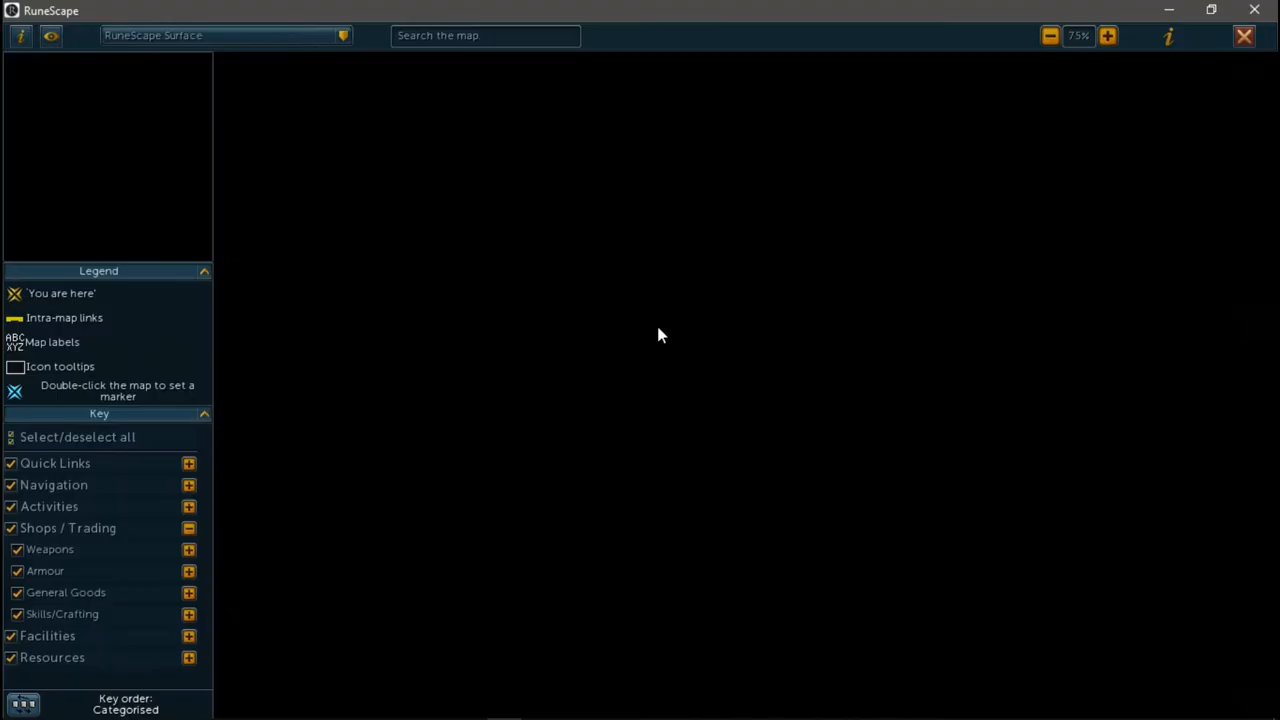 RuneScape
i
RuneScape Surface
Search the map.
75%
i
Legend
'You are here'
Intra-map links
ABC
XYZ
Map labels
Icon tooltips
Double-click the map to set a
marker
Key
Select/deselect all
Quick Links
Navigation
Activities
Shops / Trading
Weapons
Armour
General Goods
Skills/Crafting
Facilities
Resources
Key order:
Categorised